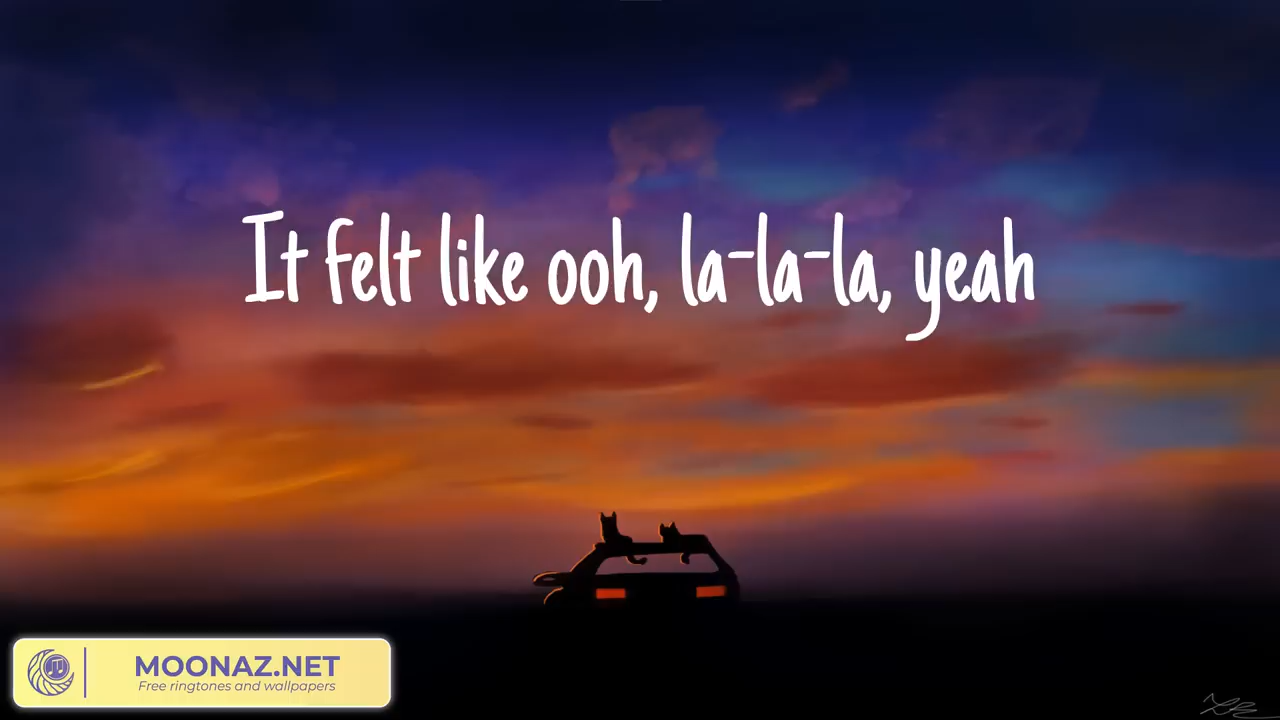 It felt like ooh, la-la-la, yeah
MOONAZ.NET
Free ringtones and wallpapers